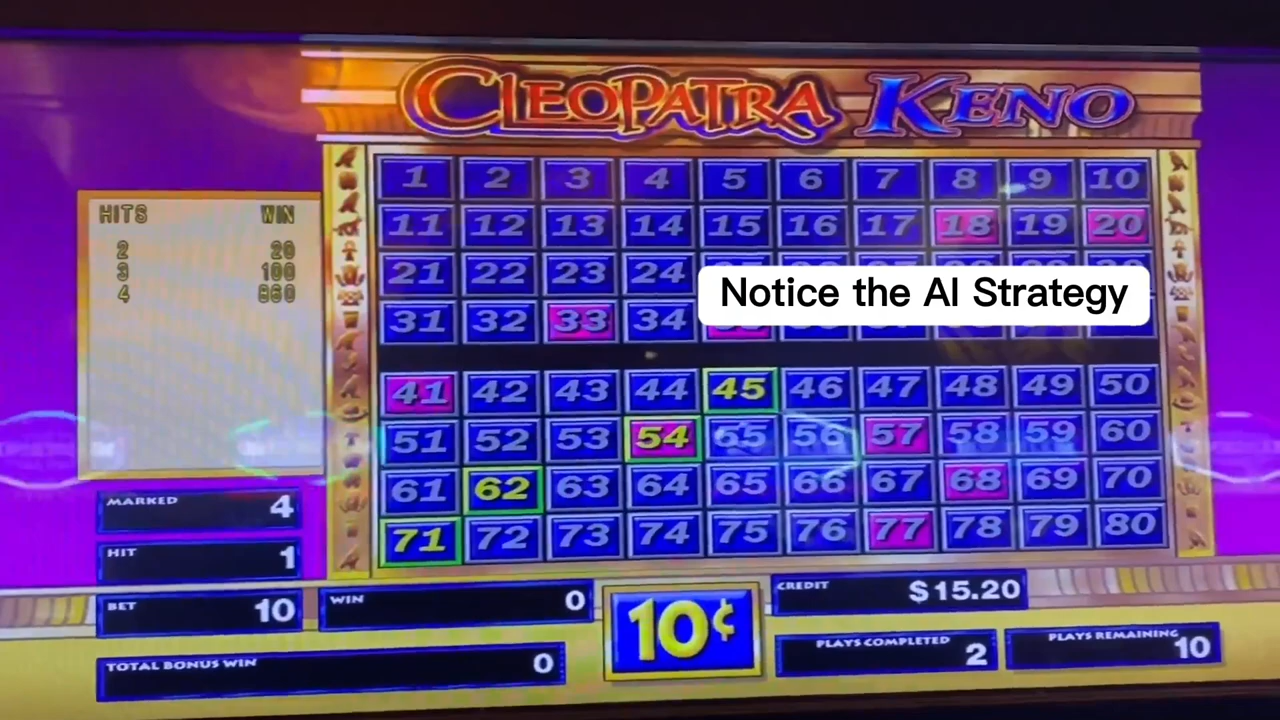 CLEOPATRA KENO
1 2 3 4 5 6 7 8 9 10
11 12 13 14 15 16 17 18 19 20
21 22 23 24
Notice the AI Strategy
31 32 33 34
HITS WIN
2 20
3 100
4 860
41 42 43 44 45 46 47 48 49 50
51 52 53 54 55 56 57 58 59 60
61 62 63 64 65 66 67 68 69 70
71 72 73 74 75 76 77 78 79 80
MARKED 4
HIT 1
BET 10
WIN 0
10¢
CREDIT $15.20
TOTAL BONUS WIN 0
PLAYS COMPLETED 2
PLAYS REMAINING 10